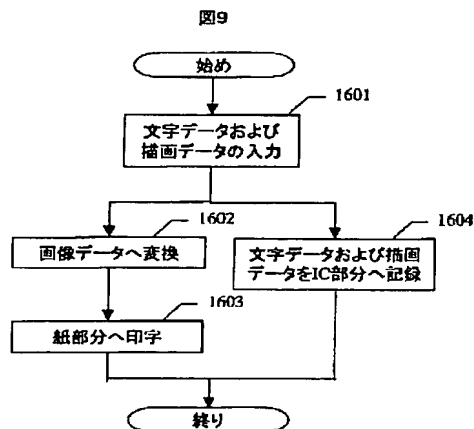 図9
始め
1601
文字データおよび
描画データの入力
1602
画像データへ変換
1604
文字データおよび描画
データをIC部分へ記録
1603
紙部分へ印字
終り